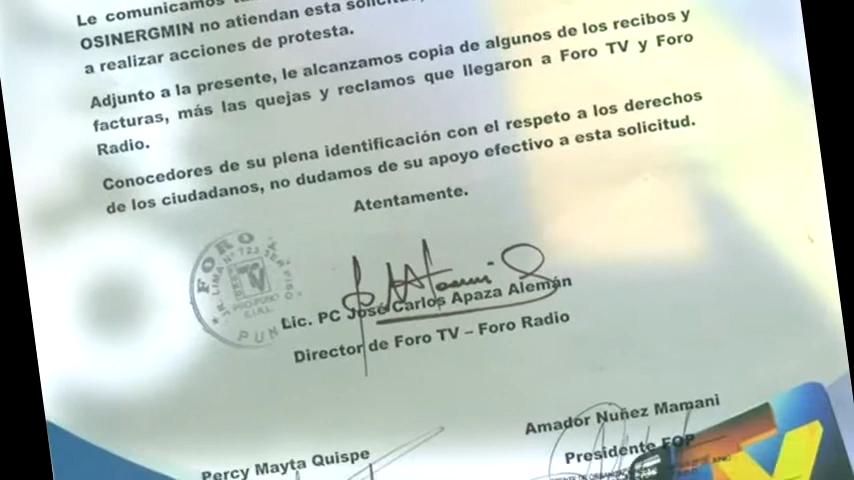 Le comunicamos
OSINERGMIN no atiendan esta
a realizar acciones de protesta.
Adjunto a la presente, le alcanzamos copia de algunos de los recibos y
facturas, más las quejas y reclamos que llegaron a Foro TV y Foro
Radio.
Conocedores de su plena identificación con el respeto a los derechos
de los ciudadanos, no dudamos de su apoyo efectivo a esta solicitud.
Atentamente.
FORO
TV
PUN
Lic. PC José Carlos Apaza Alemán
Director de Foro TV – Foro Radio
Amador Nuñez Mamani
Presidente FOP
Percy Mayta Quispe